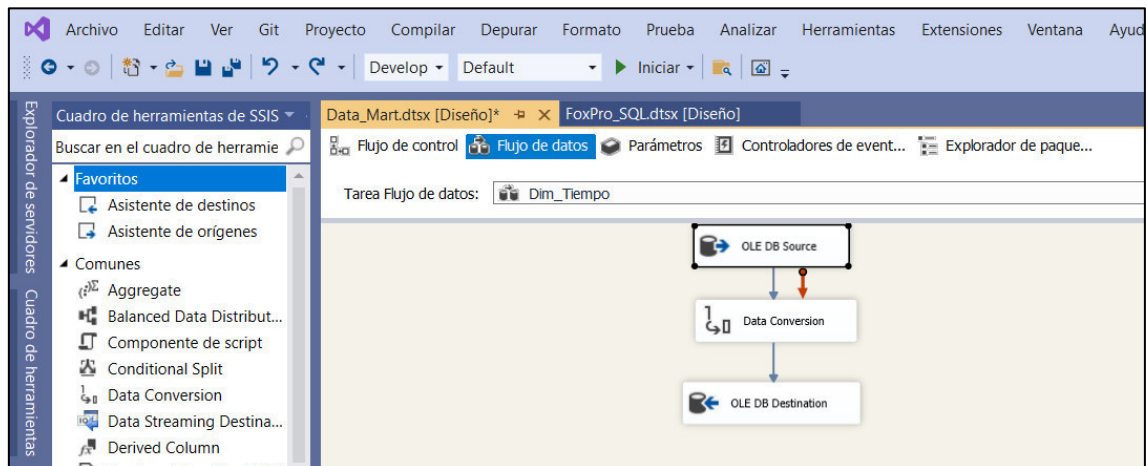 Archivo Editar Ver Git Proyecto Compilar Depurar Formato Prueba Analizar Herramientas Extensiones Ventana Ayud
Develop Default Iniciar
Explorador de servidores
Cuadro de herramientas
Cuadro de herramientas de SSIS
Buscar en el cuadro de herramie
Favoritos
Asistente de destinos
Asistente de orígenes
Comunes
Aggregate
Balanced Data Distribut...
Componente de script
Conditional Split
Data Conversion
Data Streaming Destina...
Derived Column
Data_Mart.dtsx [Diseño]* FoxPro_SQL.dtsx [Diseño]
Flujo de control Flujo de datos Parámetros Controladores de event... Explorador de paque...
Tarea Flujo de datos: Dim_Tiempo
OLE DB Source
Data Conversion
OLE DB Destination